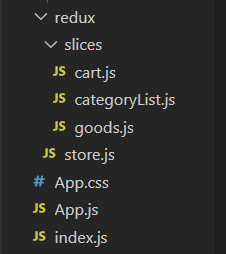 redux
slices
JS cart.js
JS categoryList.js
JS goods.js
JS store.js
# App.css
JS App.js
JS index.js